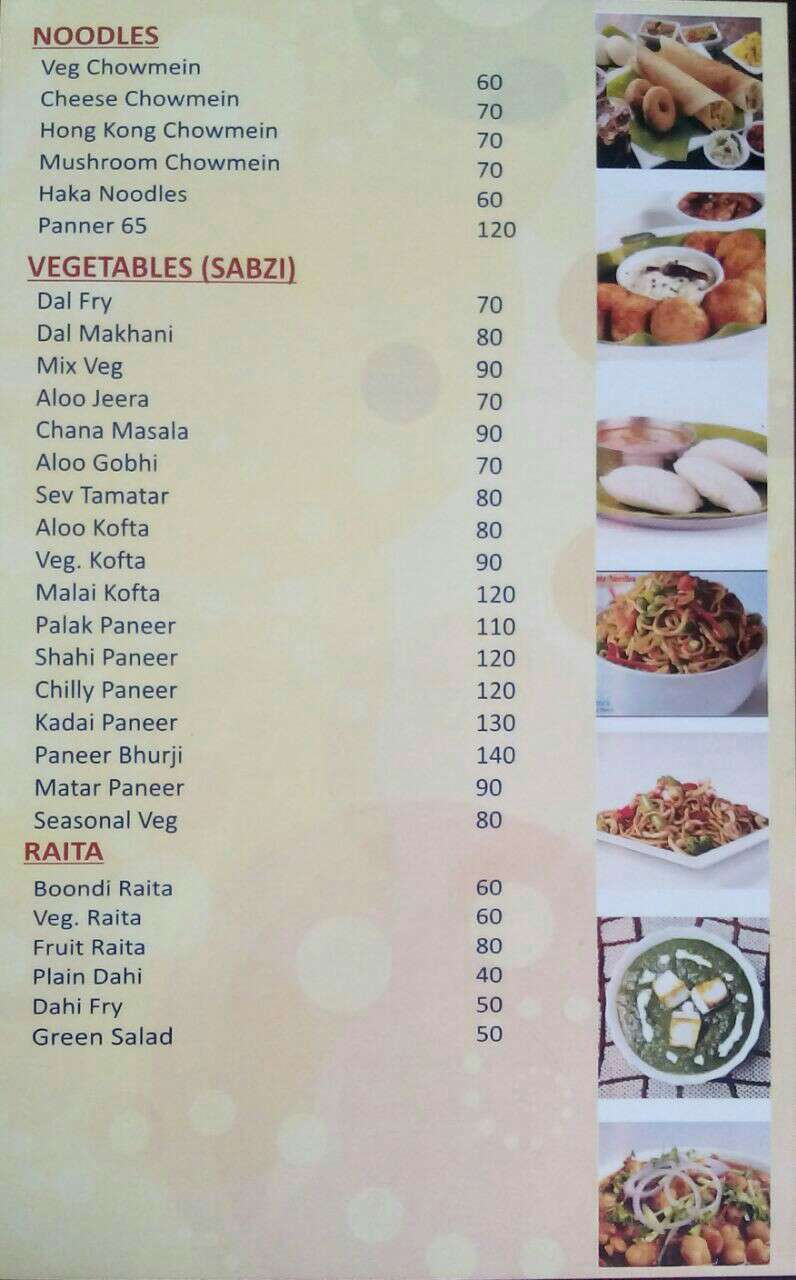 NOODLES
Veg Chowmein 60
Cheese Chowmein 70
Hong Kong Chowmein 70
Mushroom Chowmein 70
Haka Noodles 60
Panner 65 120
VEGETABLES (SABZI)
Dal Fry 70
Dal Makhani 80
Mix Veg 90
Aloo Jeera 70
Chana Masala 90
Aloo Gobhi 70
Sev Tamatar 80
Aloo Kofta 80
Veg. Kofta 90
Malai Kofta 120
Palak Paneer 110
Shahi Paneer 120
Chilly Paneer 120
Kadai Paneer 130
Paneer Bhurji 140
Matar Paneer 90
Seasonal Veg 80
RAITA
Boondi Raita 60
Veg. Raita 60
Fruit Raita 80
Plain Dahi 40
Dahi Fry 50
Green Salad 50
Noodles